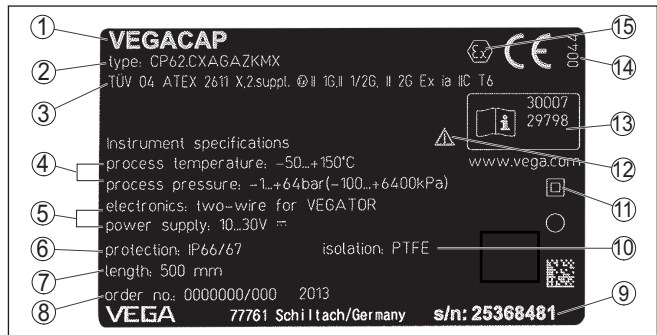 1 VEGACAP 15
2 type: CP62.CXAGAZKMX εx CE 0044 14
3 TÜV 04 ATEX 2611 X,2.suppl. II 1G,II 1/2G, II 2G Ex ia IIC T6
30007
29798 13
i
Instrument specifications
4 process temperature: -50...+150°C www.vega.com 12
process pressure: -1...+64bar(-100...+6400kPa)
5 electronics: two-wire for VEGATOR 11
power supply: 10...30V
6 protection: IP66/67 isolation: PTFE 10
7 length: 500 mm
8 order no.: 0000000/000 2013 9
VEGA 77761 Schiltach/Germany s/n: 25368481